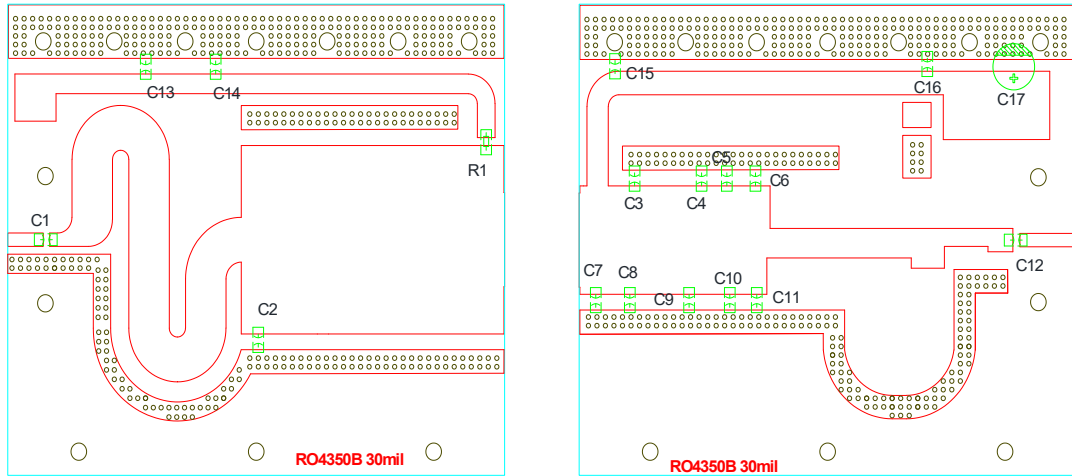 C13
C14
R1
C1
C2
RO4350B 30mil
C15
C16
C17
C5
C3
C4
C6
C12
C7
C8
C9
C10
C11
RO4350B 30mil